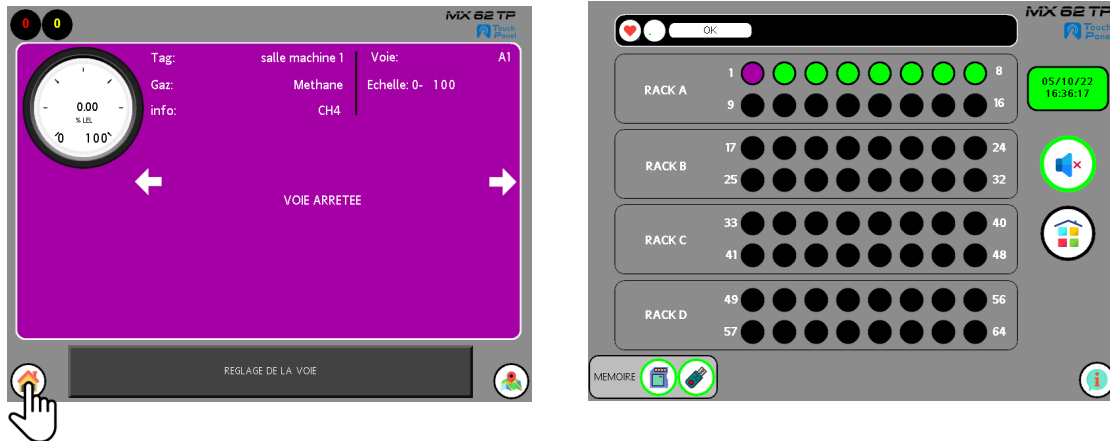 0 0
MX 62 TP
Touch Panel
Tag: salle machine 1 Voie: A1
Gaz: Methane Echelle: 0- 100
info: CH4
0.00
% LEL
0 100
VOIE ARRETEE
REGLAGE DE LA VOIE
MX 62 TP
Touch Panel
OK
RACK A
1 8
9 16
05/10/22
16:36:17
RACK B
17 24
25 32
RACK C
33 40
41 48
RACK D
49 56
57 64
MEMOIRE
i